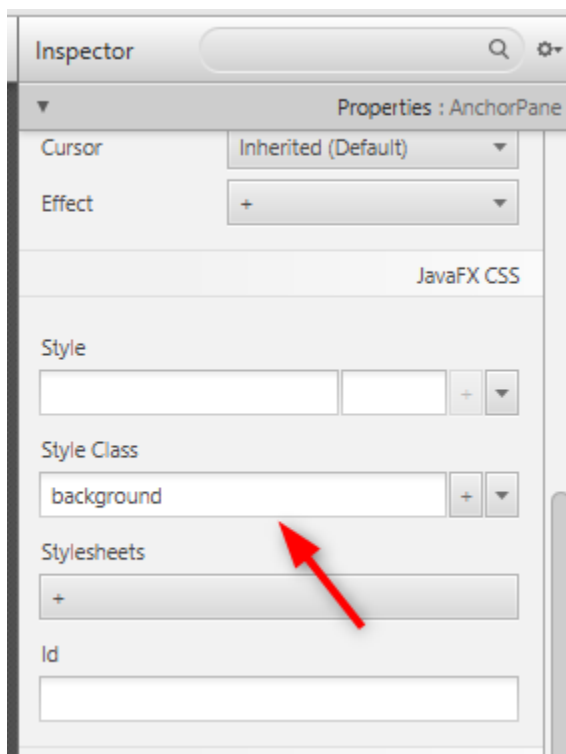 Inspector
Properties : AnchorPane
Cursor Inherited (Default)
Effect +
JavaFX CSS
Style
+
Style Class
background +
Stylesheets
+
Id